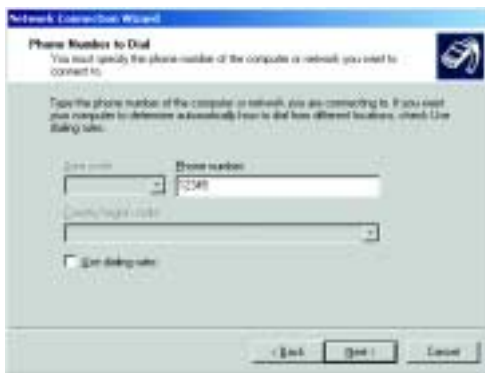 Network Connection Wizard
Phone Number to Dial
You must specify the phone number of the computer or network you want to
connect to.
Type the phone number of the computer or network you are connecting to. If you want
your computer to determine automatically how to dial from different locations, check Use
dialing rules.
Area code:
Phone number:
12345
Country/region code:
Use dialing rules
< Back
Next >
Cancel